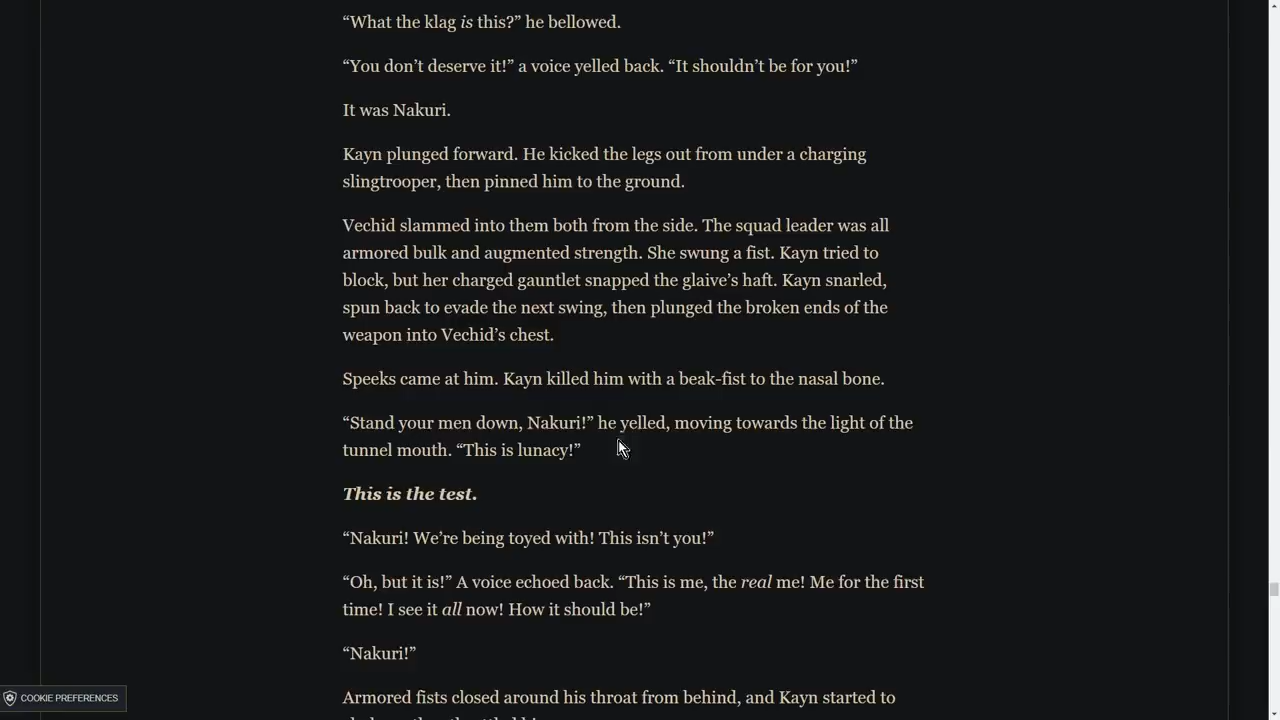 “What the klag is this?” he bellowed.
“You don’t deserve it!” a voice yelled back. “It shouldn’t be for you!”
It was Nakuri.
Kayn plunged forward. He kicked the legs out from under a charging
slingtrooper, then pinned him to the ground.
Vechid slammed into them both from the side. The squad leader was all
armored bulk and augmented strength. She swung a fist. Kayn tried to
block, but her charged gauntlet snapped the glaive’s haft. Kayn snarled,
spun back to evade the next swing, then plunged the broken ends of the
weapon into Vechid’s chest.
Speeks came at him. Kayn killed him with a beak-fist to the nasal bone.
“Stand your men down, Nakuri!” he yelled, moving towards the light of the
tunnel mouth. “This is lunacy!”
This is the test.
“Nakuri! We’re being toyed with! This isn’t you!”
“Oh, but it is!” A voice echoed back. “This is me, the real me! Me for the first
time! I see it all now! How it should be!”
“Nakuri!”
COOKIE PREFERENCES
Armored fists closed around his throat from behind, and Kayn started to